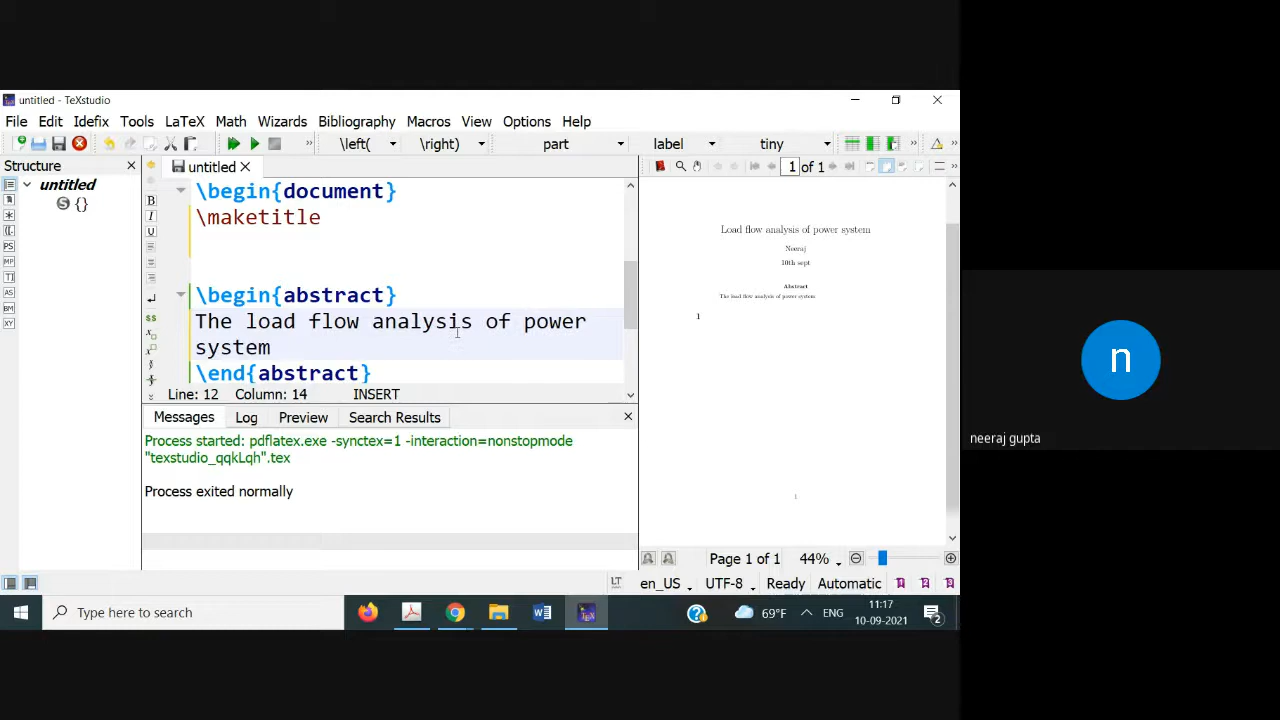 untitled - TeXstudio
File Edit Idefix Tools LaTeX Math Wizards Bibliography Macros View Options Help
\left( \right) part label tiny
Structure
untitled
1 of 1
untitled
{}
\begin{document}
\maketitle
\begin{abstract}
The load flow analysis of power
system
\end{abstract}
Line: 12 Column: 14 INSERT
Messages Log Preview Search Results
Process started: pdflatex.exe -synctex=1 -interaction=nonstopmode
"texstudio_qqkLqh".tex
Process exited normally
Load flow analysis of power system
Neeraj
10th sept
Abstract
The load flow analysis of power system
1
1
Page 1 of 1 44%
LT en_US UTF-8 Ready Automatic
Type here to search
69°F ENG
11:17
10-09-2021
2
n
neeraj gupta